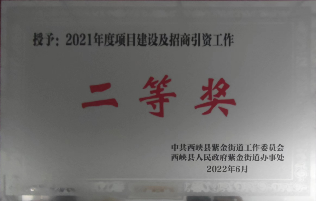 授予：2021年度项目建设及招商引资工作
二等奖
中共西峡县紫金街道工作委员会
西峡县人民政府紫金街道办事处
2022年6月